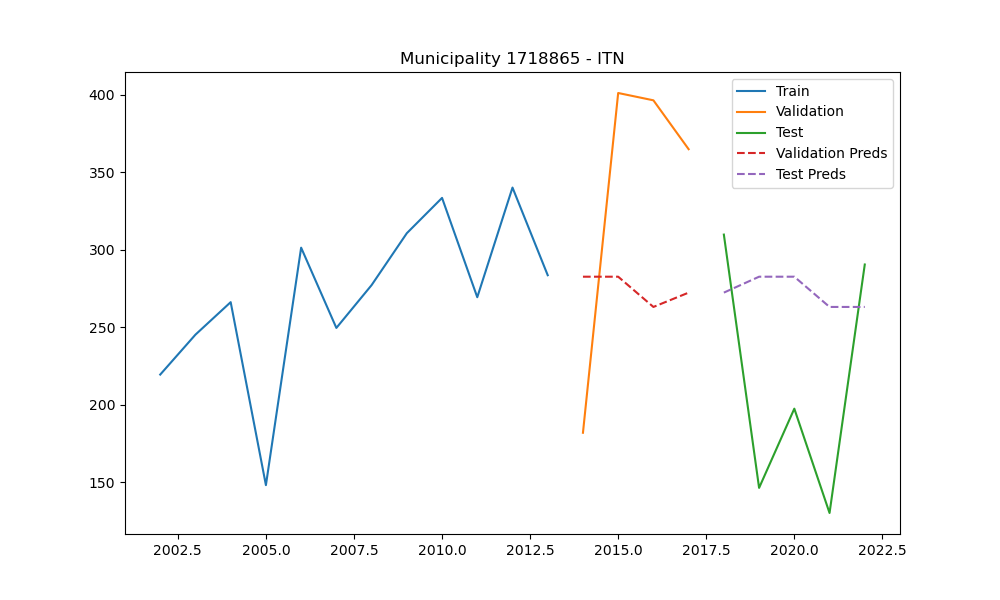 Municipality 1718865 - ITN
400
350
300
250
200
150
2002.5 2005.0 2007.5 2010.0 2012.5 2015.0 2017.5 2020.0 2022.5
Train
Validation
Test
Validation Preds
Test Preds